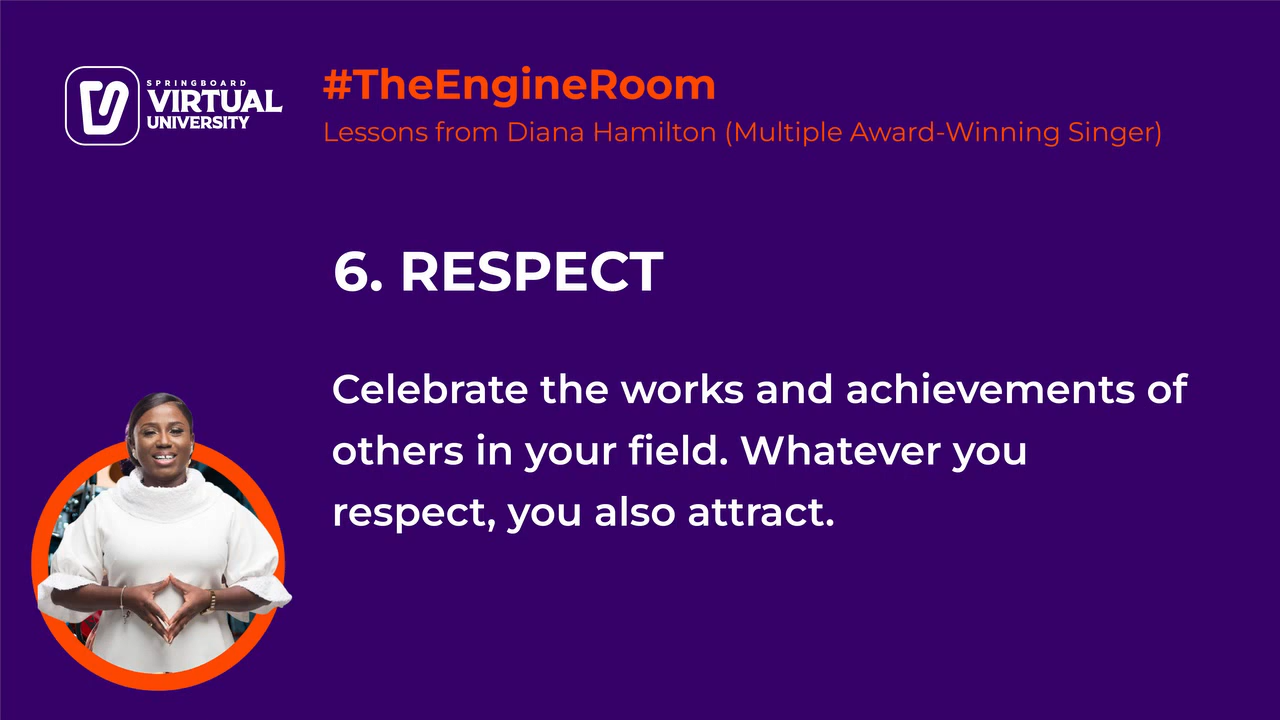 SPRINGBOARD
VIRTUAL
UNIVERSITY
#TheEngineRoom
Lessons from Diana Hamilton (Multiple Award-Winning Singer)
6. RESPECT
Celebrate the works and achievements of
others in your field. Whatever you
respect, you also attract.